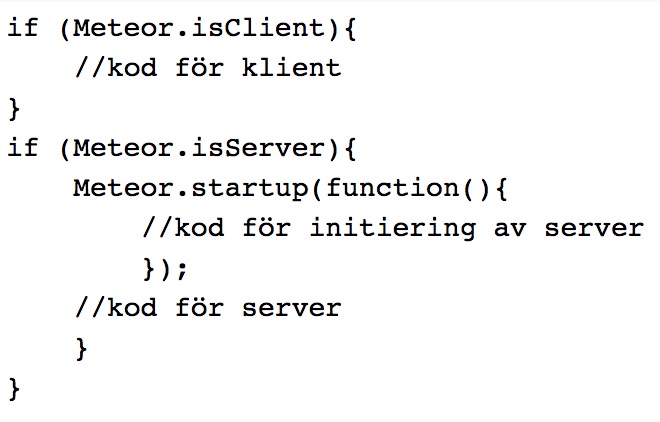 if (Meteor.isClient){
    //kod för klient
}
if (Meteor.isServer){
    Meteor.startup(function(){
        //kod för initiering av server
        });
    //kod för server
    }
}